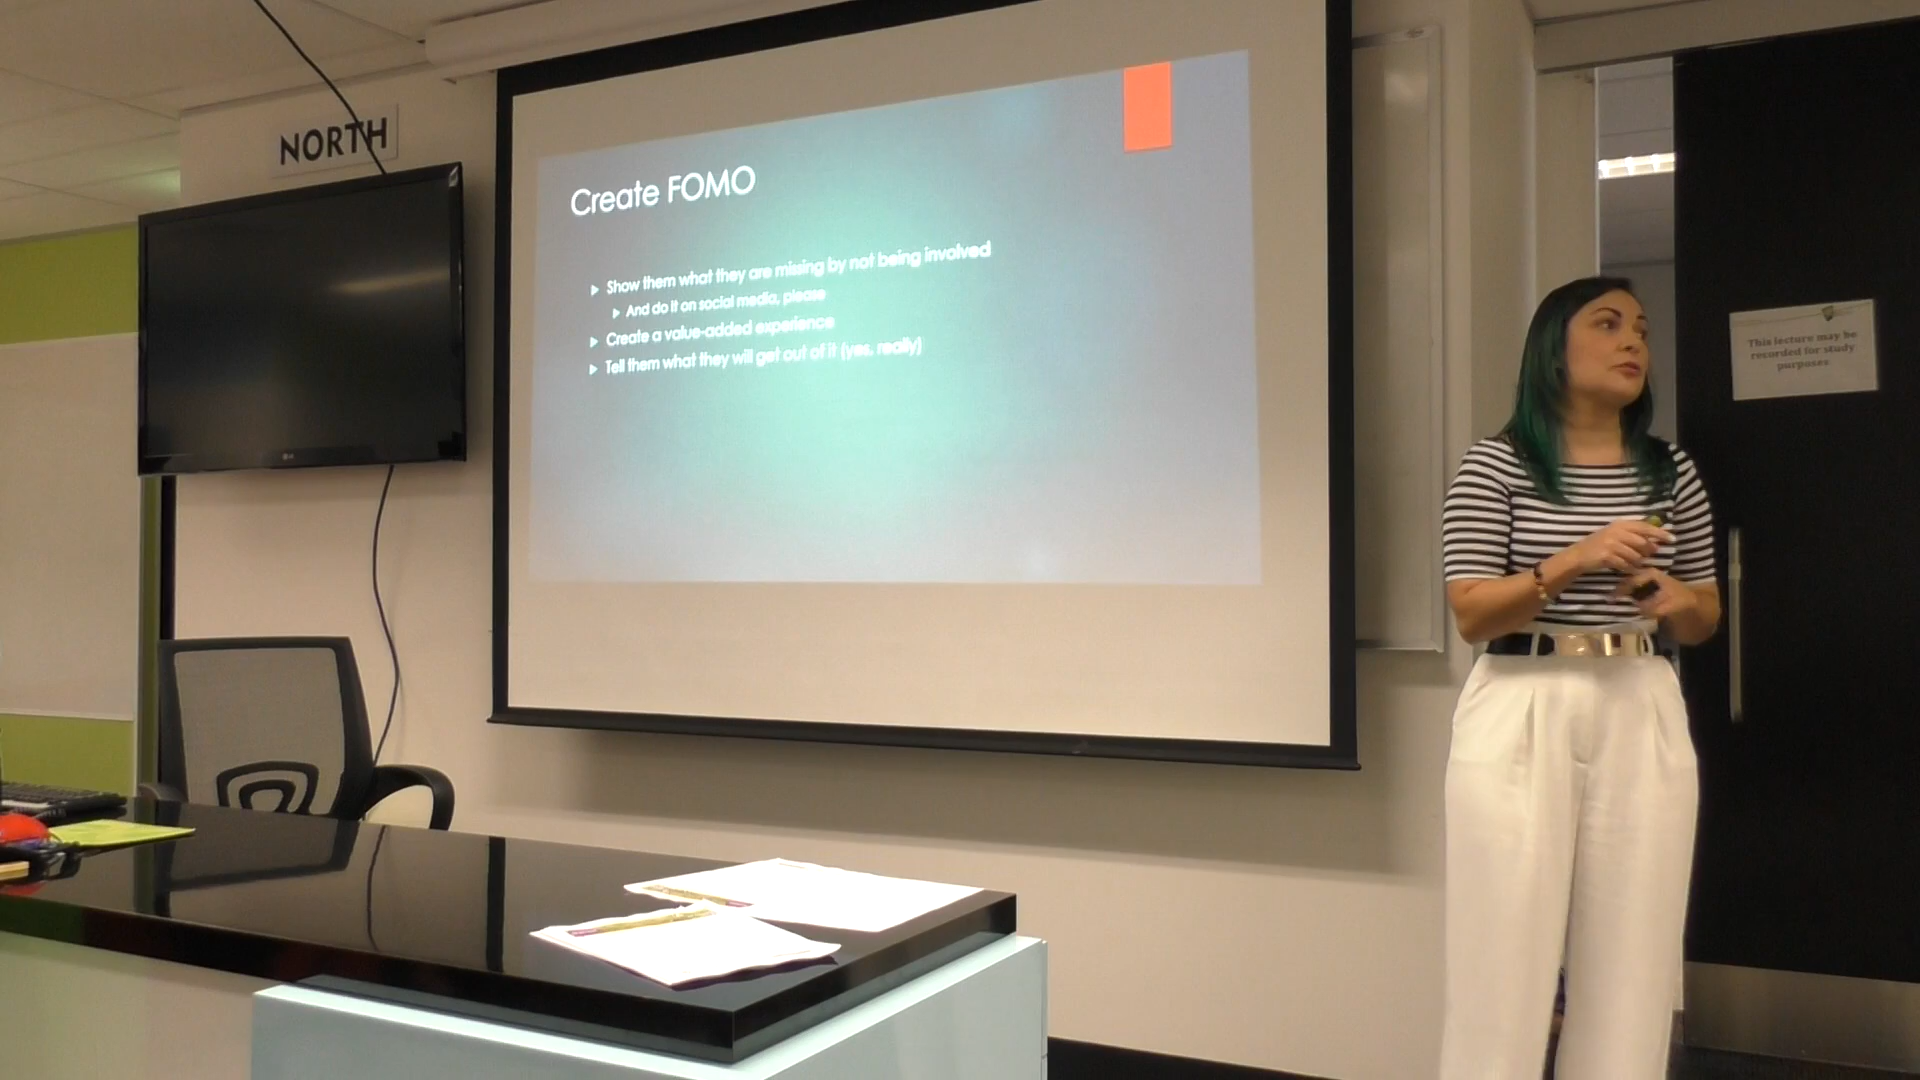 NORTH
Create FOMO
Show them what they are missing by not being involved
And do it on social media, please
Create a value-added experience
Tell them what they will get out of it (yes, really)
This lecture may be
recorded for study
purposes
LG